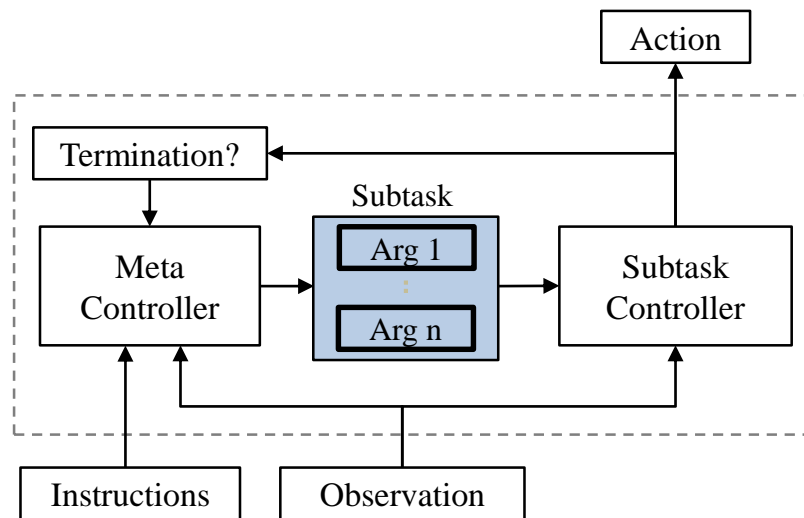 Action
Termination?
Subtask
Arg 1
Meta
Controller
Subtask
Controller
Arg n
Instructions
Observation